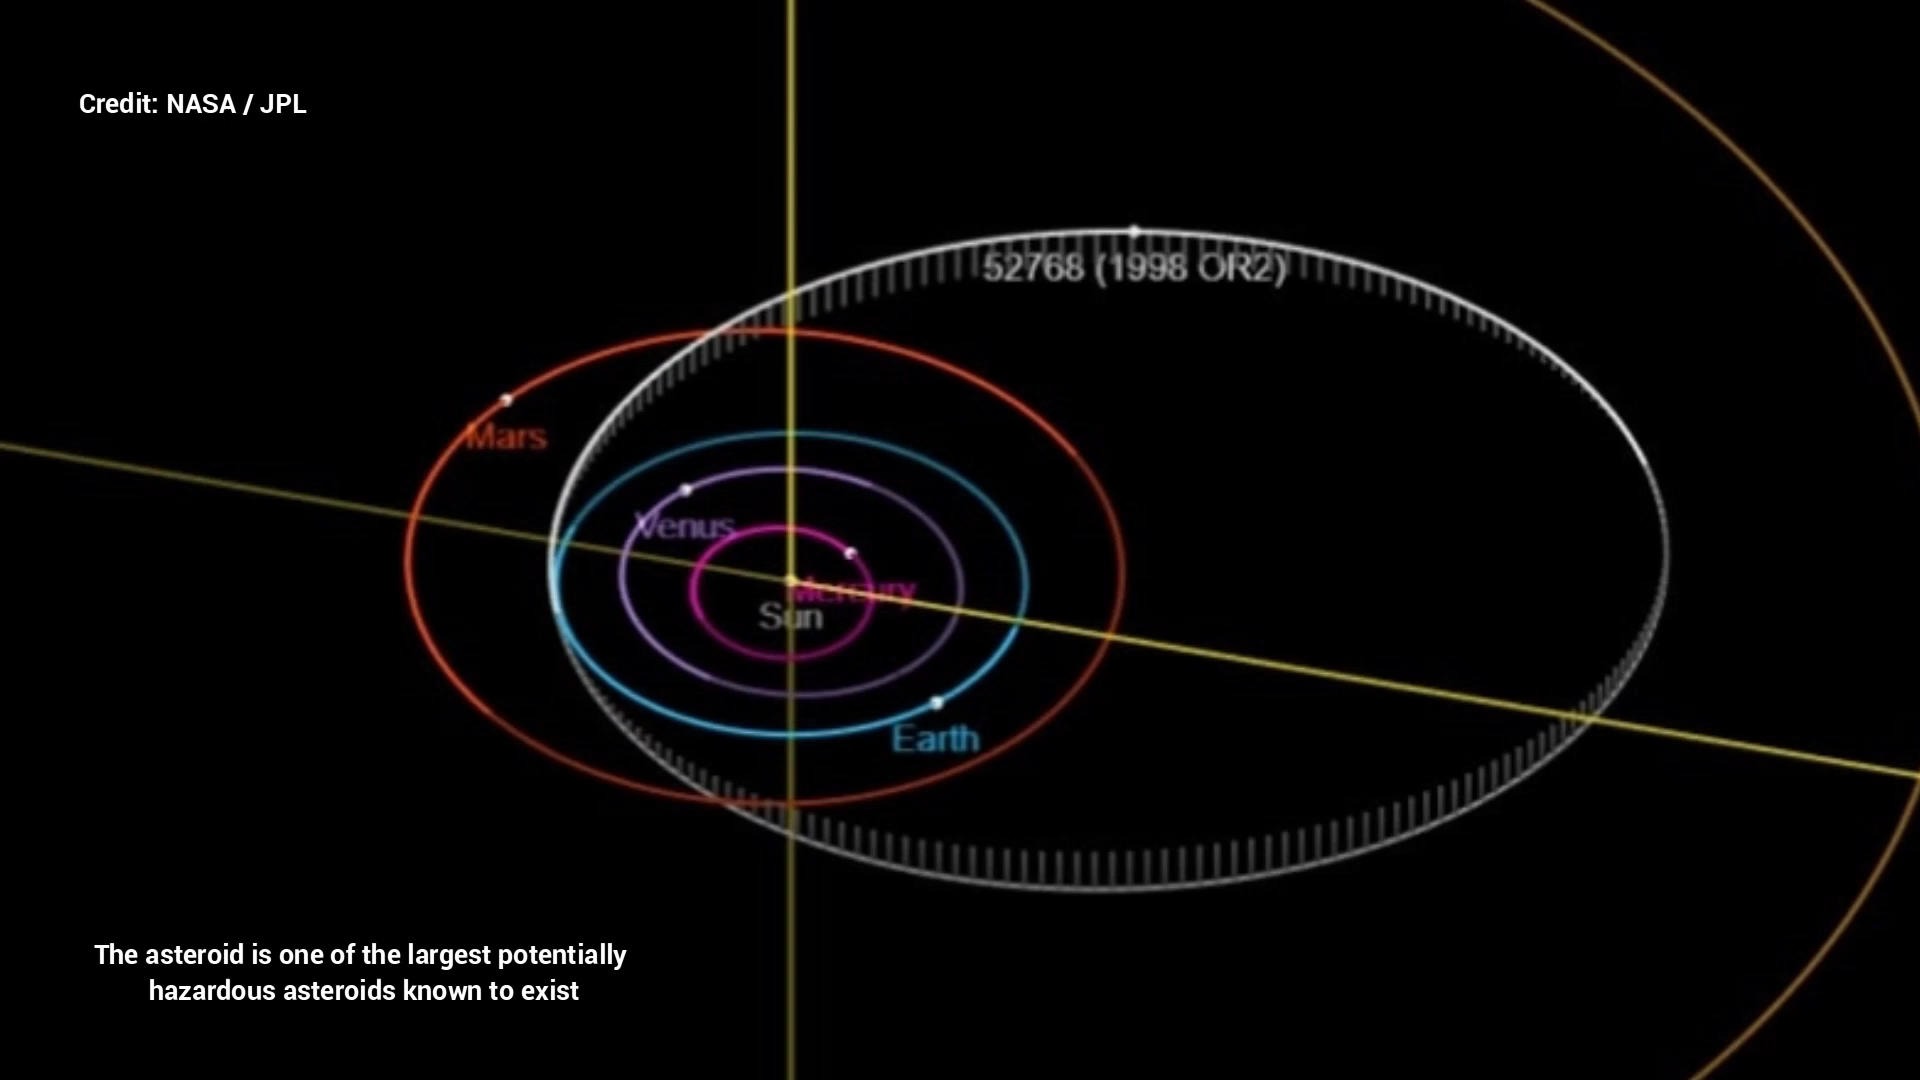 Credit: NASA / JPL
52768 (1998 OR2)
Mars
Venus
Mercury
Sun
Earth
The asteroid is one of the largest potentially
hazardous asteroids known to exist